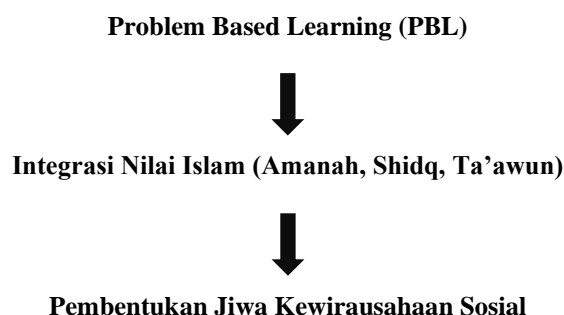 Problem Based Learning (PBL)
Integrasi Nilai Islam (Amanah, Shidq, Ta’awun)
Pembentukan Jiwa Kewirausahaan Sosial